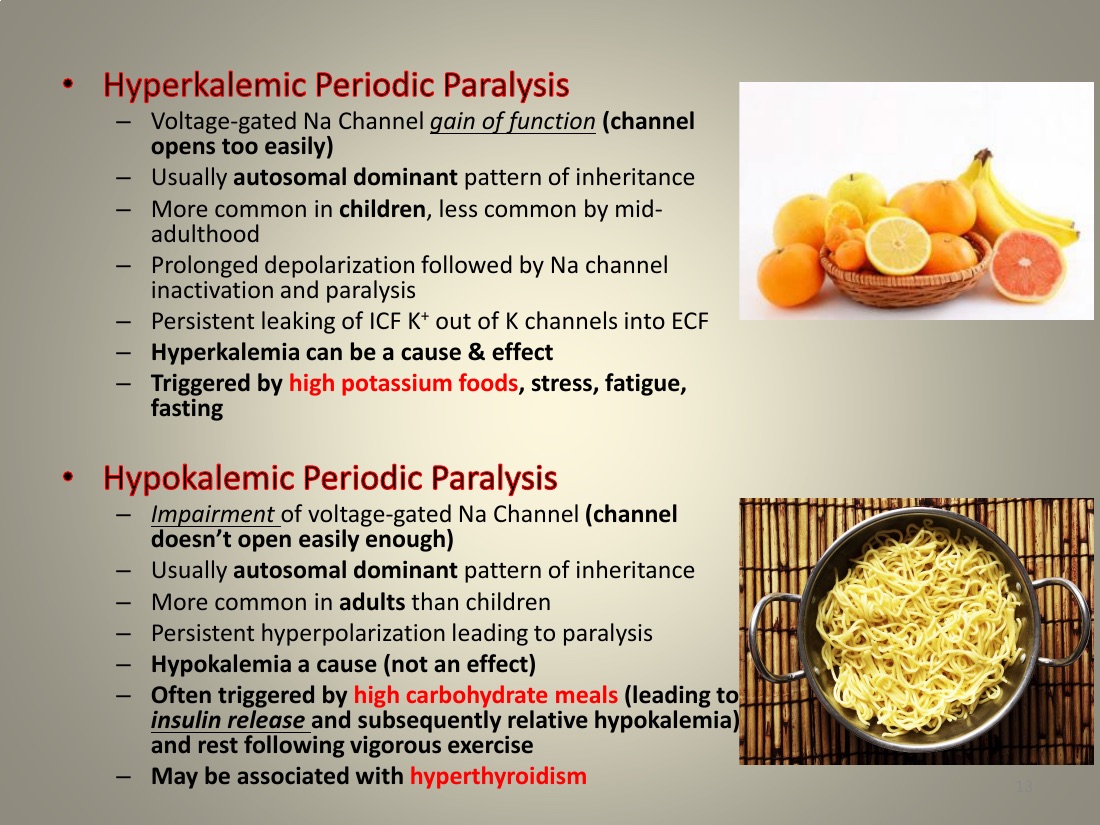 • Hyperkalemic Periodic Paralysis
– Voltage-gated Na Channel gain of function (channel
opens too easily)
– Usually autosomal dominant pattern of inheritance
– More common in children, less common by mid-
adulthood
– Prolonged depolarization followed by Na channel
inactivation and paralysis
– Persistent leaking of ICF K⁺ out of K channels into ECF
– Hyperkalemia can be a cause & effect
– Triggered by high potassium foods, stress, fatigue,
fasting
• Hypokalemic Periodic Paralysis
– Impairment of voltage-gated Na Channel (channel
doesn’t open easily enough)
– Usually autosomal dominant pattern of inheritance
– More common in adults than children
– Persistent hyperpolarization leading to paralysis
– Hypokalemia a cause (not an effect)
– Often triggered by high carbohydrate meals (leading to
insulin release and subsequently relative hypokalemia)
and rest following vigorous exercise
– May be associated with hyperthyroidism
13